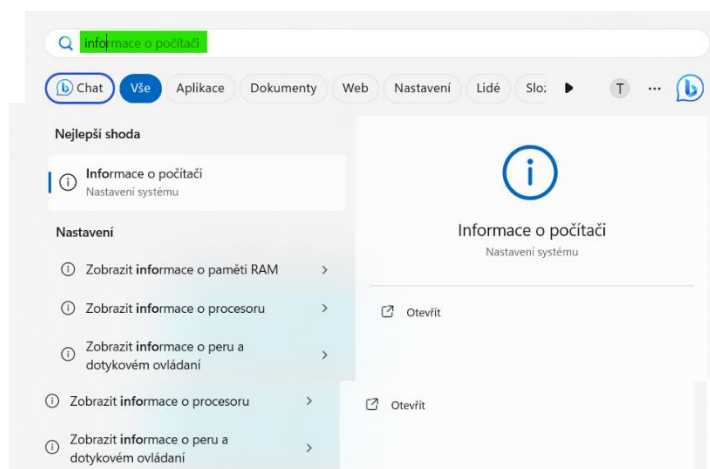 informace o počítači
Chat Vše Aplikace Dokumenty Web Nastavení Lidé Slo: T ...
Nejlepší shoda
Informace o počítači
Nastavení systému
Informace o počítači
Nastavení systému
Nastavení
Zobrazit informace o paměti RAM
Zobrazit informace o procesoru
Otevřít
Zobrazit informace o peru a
dotykovém ovládání
Zobrazit informace o procesoru
Otevřít
Zobrazit informace o peru a
dotykovém ovládání